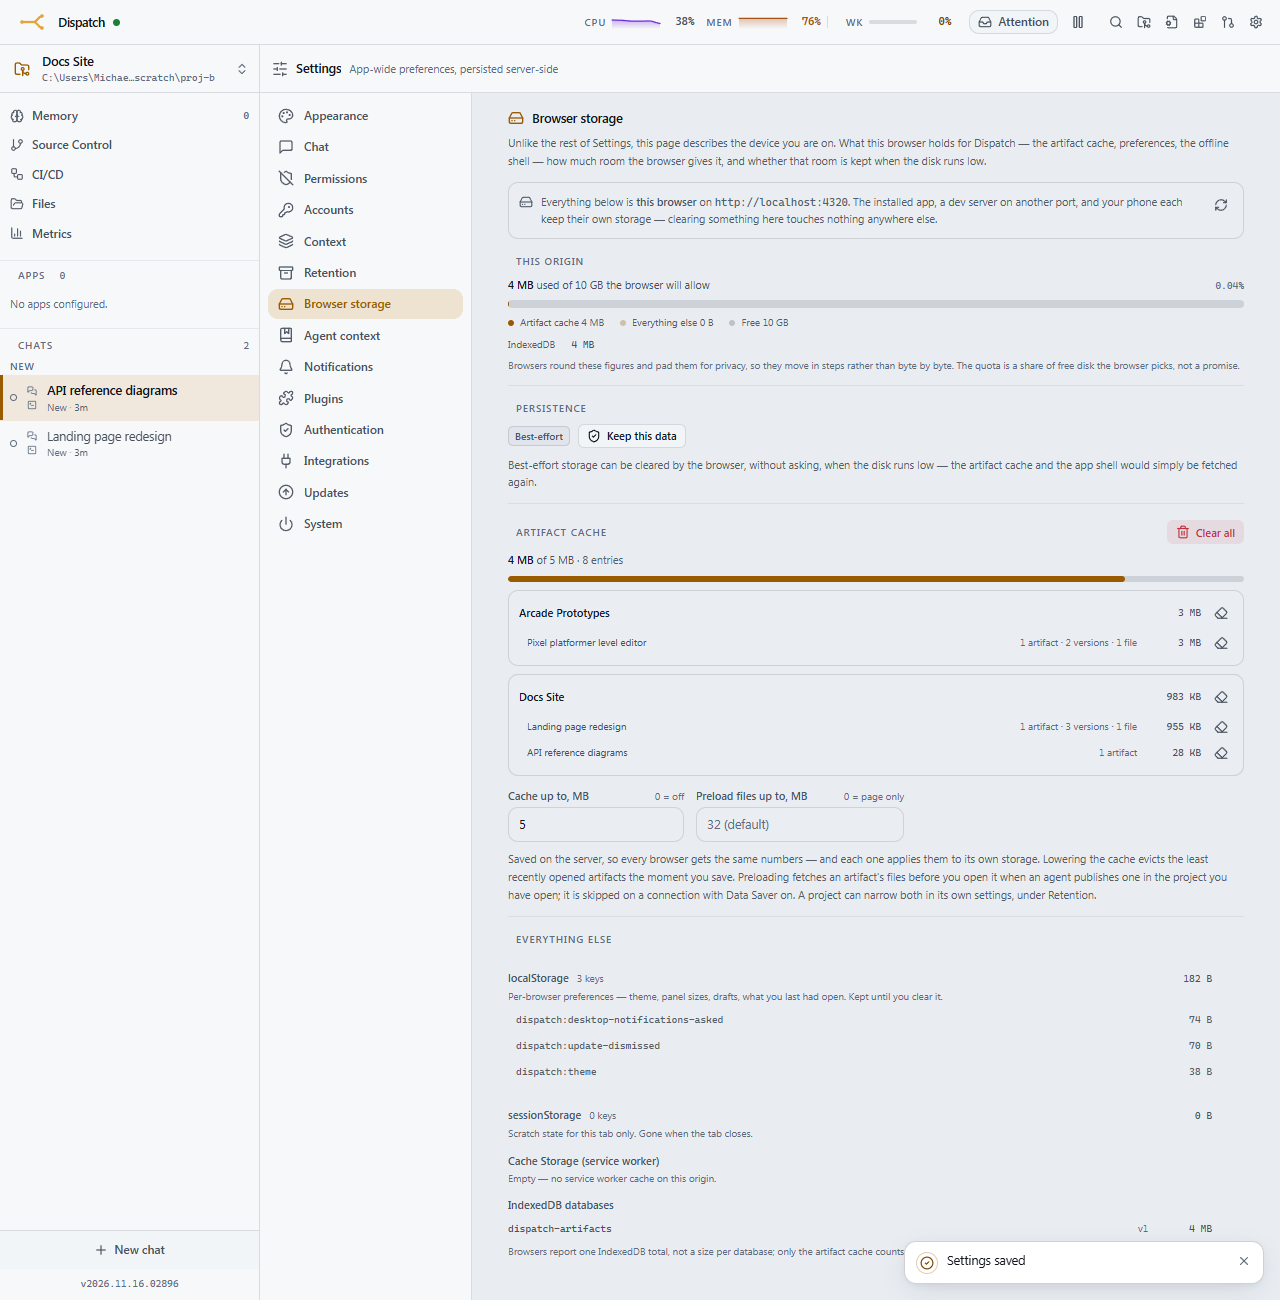 Dispatch
CPU 38% MEM 76% WK 0% Attention
Docs Site
C:\Users\Michae…scratch\proj-b
Settings App-wide preferences, persisted server-side
Memory 0
Source Control
CI/CD
Files
Metrics
APPS 0
No apps configured.
CHATS 2
NEW
API reference diagrams
New · 3m
Landing page redesign
New · 3m
New chat
v2026.11.16.02896
Appearance
Chat
Permissions
Accounts
Context
Retention
Browser storage
Agent context
Notifications
Plugins
Authentication
Integrations
Updates
System
Browser storage
Unlike the rest of Settings, this page describes the device you are on. What this browser holds for Dispatch — the artifact cache, preferences, the offline
shell — how much room the browser gives it, and whether that room is kept when the disk runs low.
Everything below is this browser on http://localhost:4320. The installed app, a dev server on another port, and your phone each
keep their own storage — clearing something here touches nothing anywhere else.
THIS ORIGIN
4 MB used of 10 GB the browser will allow 0.04%
Artifact cache 4 MB Everything else 0 B Free 10 GB
IndexedDB 4 MB
Browsers round these figures and pad them for privacy, so they move in steps rather than byte by byte. The quota is a share of free disk the browser picks, not a promise.
PERSISTENCE
Best-effort Keep this data
Best-effort storage can be cleared by the browser, without asking, when the disk runs low — the artifact cache and the app shell would simply be fetched
again.
ARTIFACT CACHE Clear all
4 MB of 5 MB · 8 entries
Arcade Prototypes 3 MB
Pixel platformer level editor 1 artifact · 2 versions · 1 file 3 MB
Docs Site 983 KB
Landing page redesign 1 artifact · 3 versions · 1 file 955 KB
API reference diagrams 1 artifact 28 KB
Cache up to, MB 0 = off Preload files up to, MB 0 = page only
5 32 (default)
Saved on the server, so every browser gets the same numbers — and each one applies them to its own storage. Lowering the cache evicts the least
recently opened artifacts the moment you save. Preloading fetches an artifact's files before you open it when an agent publishes one in the project you
have open; it is skipped on a connection with Data Saver on. A project can narrow both in its own settings, under Retention.
EVERYTHING ELSE
localStorage 3 keys 182 B
Per-browser preferences — theme, panel sizes, drafts, what you last had open. Kept until you clear it.
dispatch:desktop-notifications-asked 74 B
dispatch:update-dismissed 70 B
dispatch:theme 38 B
sessionStorage 0 keys 0 B
Scratch state for this tab only. Gone when the tab closes.
Cache Storage (service worker)
Empty — no service worker cache on this origin.
IndexedDB databases
dispatch-artifacts v1 4 MB
Browsers report one IndexedDB total, not a size per database; only the artifact cache counts
Settings saved